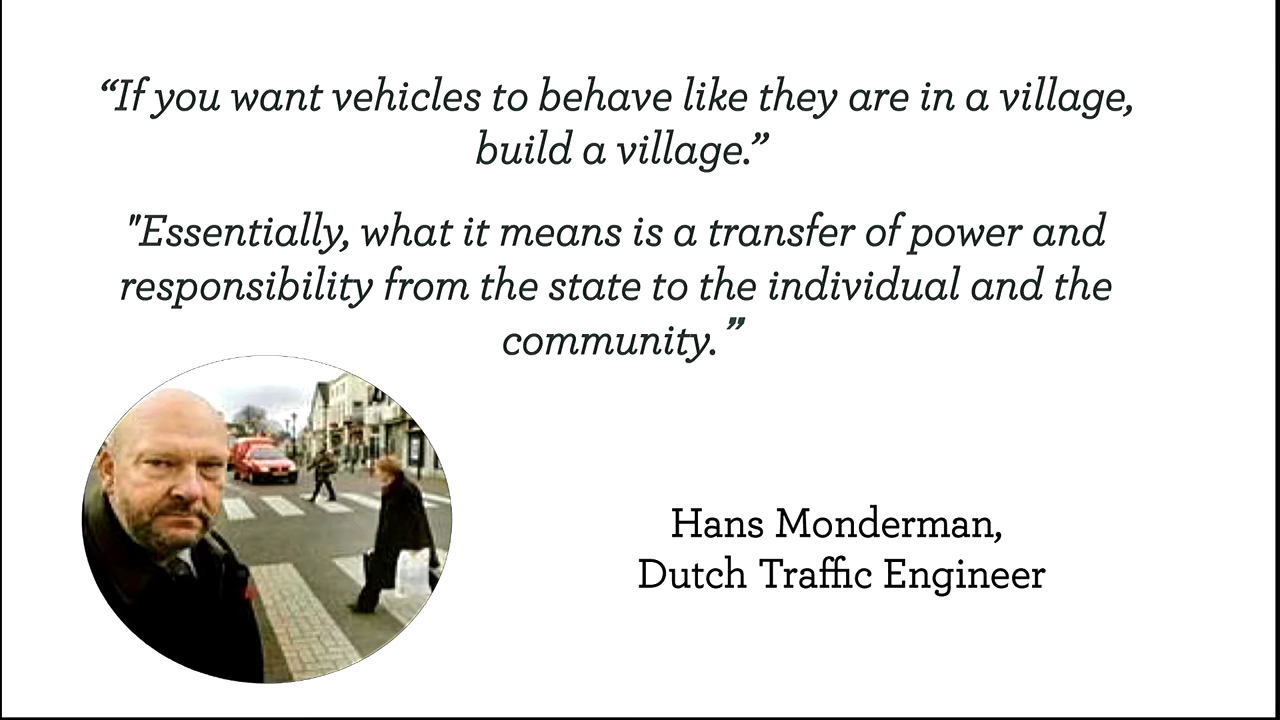 “If you want vehicles to behave like they are in a village,
build a village.”
"Essentially, what it means is a transfer of power and
responsibility from the state to the individual and the
community.”
Hans Monderman,
Dutch Traffic Engineer